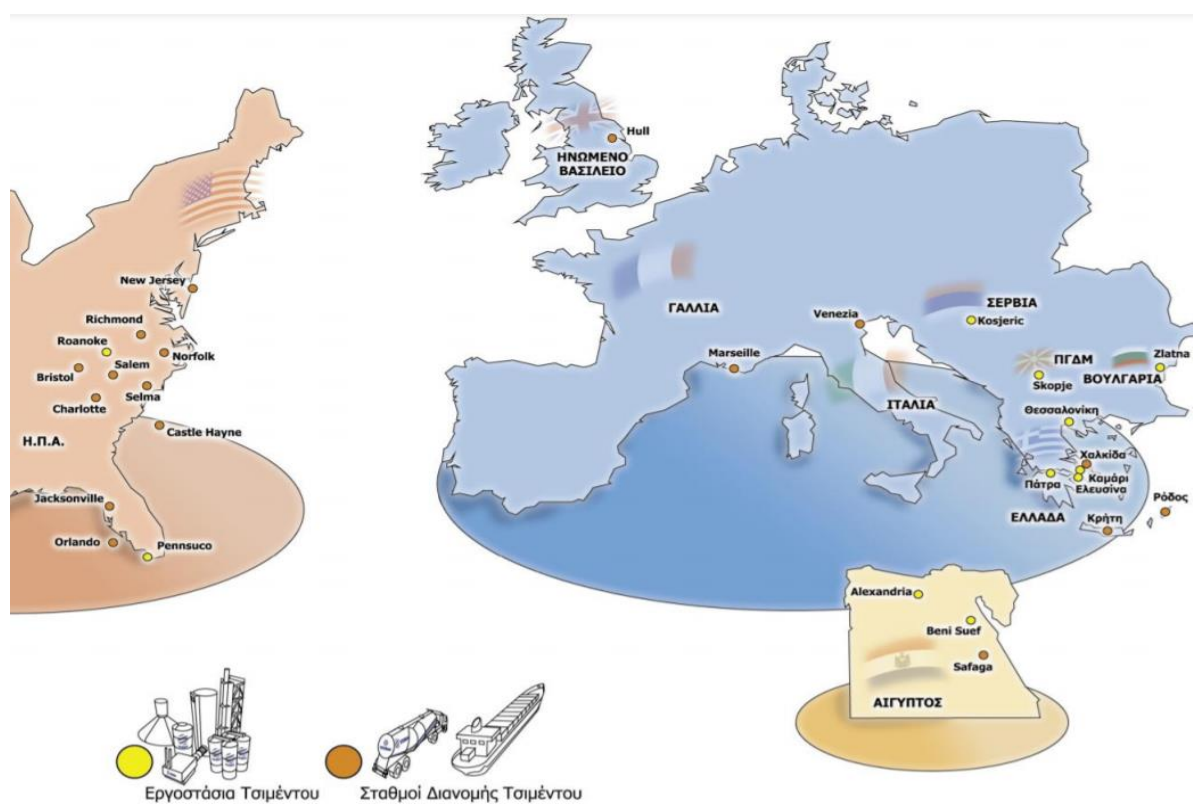 Hull
ΗΝΩΜΕΝΟ
ΒΑΣΙΛΕΙΟ
New Jersey
Richmond
Roanoke
Norfolk
Salem
Bristol
Selma
Charlotte
Castle Hayne
Η.Π.Α.
Jacksonville
Orlando
Pennsuco
ΓΑΛΛΙΑ
Venezia
ΣΕΡΒΙΑ
Kosjeric
Marseille
ΠΓΔΜ
Zlatna
Skopje
ΒΟΥΛΓΑΡΙΑ
ΙΤΑΛΙΑ
Θεσσαλονίκη
Χαλκίδα
Πάτρα
Καμάρι
Ελευσίνα
Ρόδος
ΕΛΛΑΔΑ
Κρήτη
Alexandria
Beni Suef
Safaga
ΑΙΓΥΠΤΟΣ
Εργοστάσια Τσιμέντου
Σταθμοί Διανομής Τσιμέντου